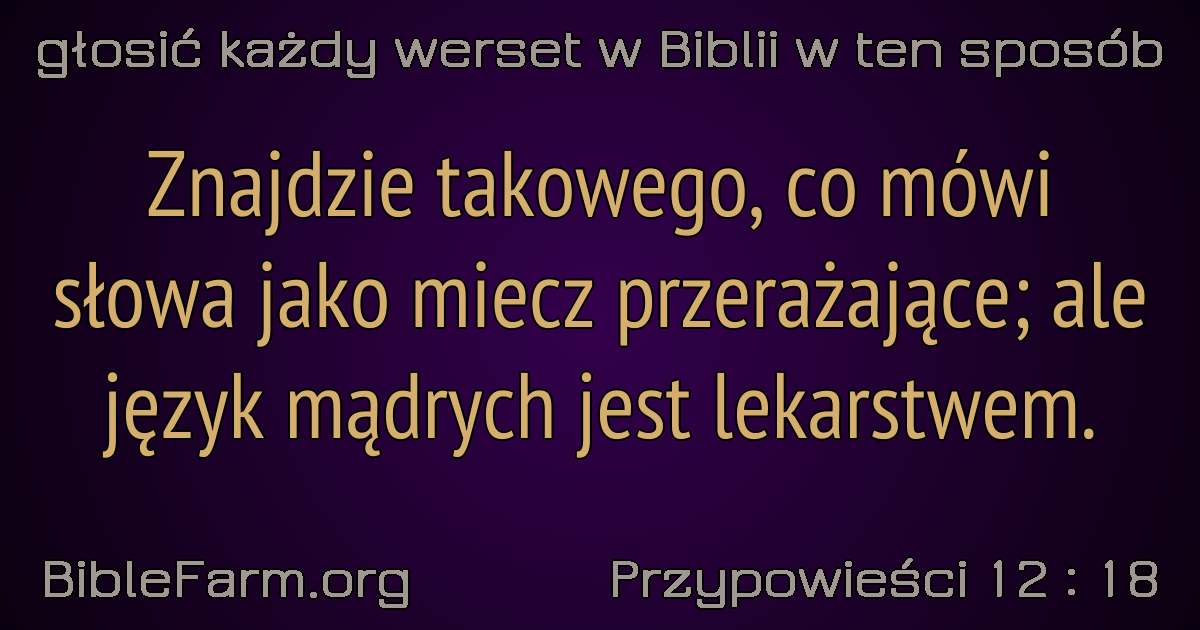 głosić każdy werset w Biblii w ten sposób
Znajdzie takowego, co mówi
słowa jako miecz przerażające; ale
język mądrych jest lekarstwem.
BibleFarm.org
Przypowieści 12 : 18